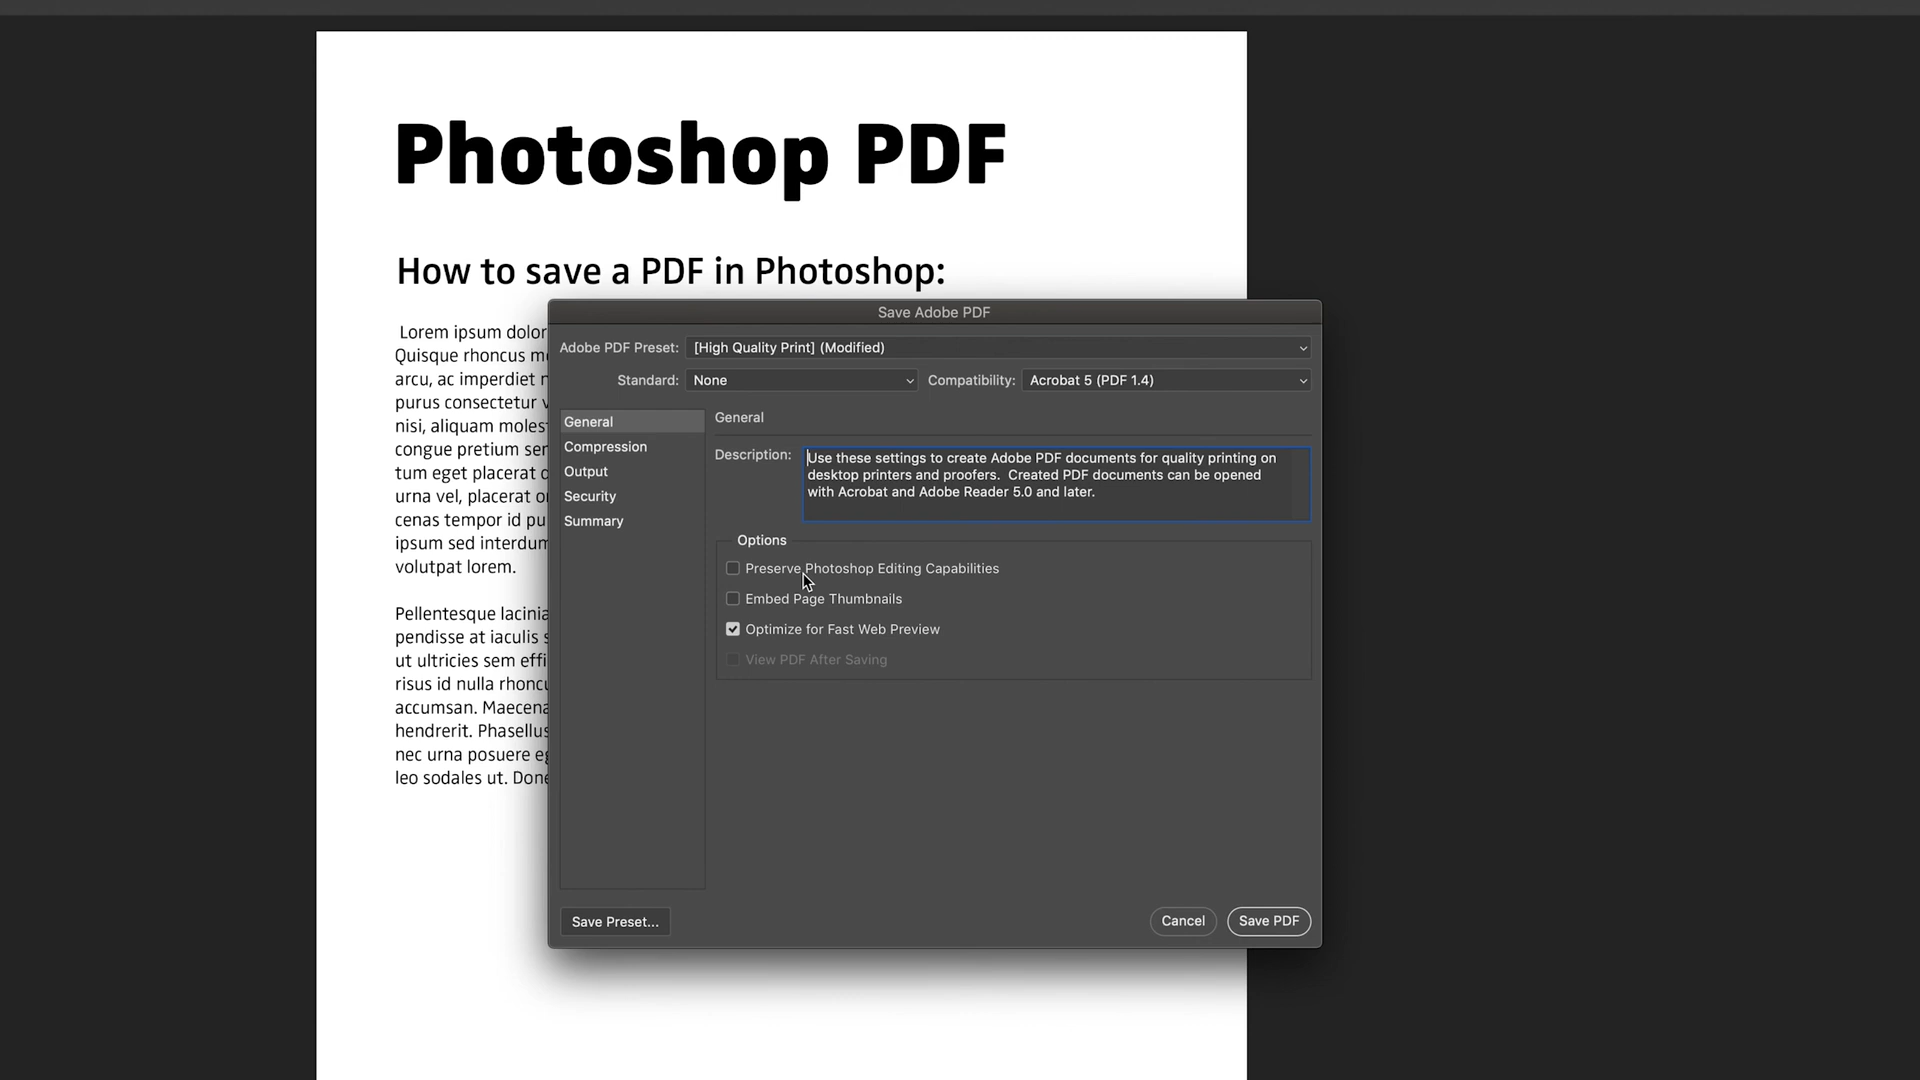 Photoshop PDF
How to save a PDF in Photoshop:
Lorem ipsum dolor
Quisque rhoncus
arcu, ac imperdiet
purus consectetur
nisi, aliquam
congue pretium
tum eget placerat
urna vel, placerat
cenas tempor id
ipsum sed interdum
volutpat lorem.
Pellentesque lacinia
pendisse at iaculis
ut ultricies sem
risus id nulla
accumsan.
hendrerit. Phasellus
nec urna posuere
leo sodales ut.
Save Adobe PDF
Adobe PDF Preset: [High Quality Print] (Modified)
Standard: None Compatibility: Acrobat 5 (PDF 1.4)
General
Compression
Output
Security
Summary
General
Description: Use these settings to create Adobe PDF documents for quality printing on
desktop printers and proofers. Created PDF documents can be opened
with Acrobat and Adobe Reader 5.0 and later.
Options
Preserve Photoshop Editing Capabilities
Embed Page Thumbnails
Optimize for Fast Web Preview
View PDF After Saving
Save Preset... Cancel Save PDF